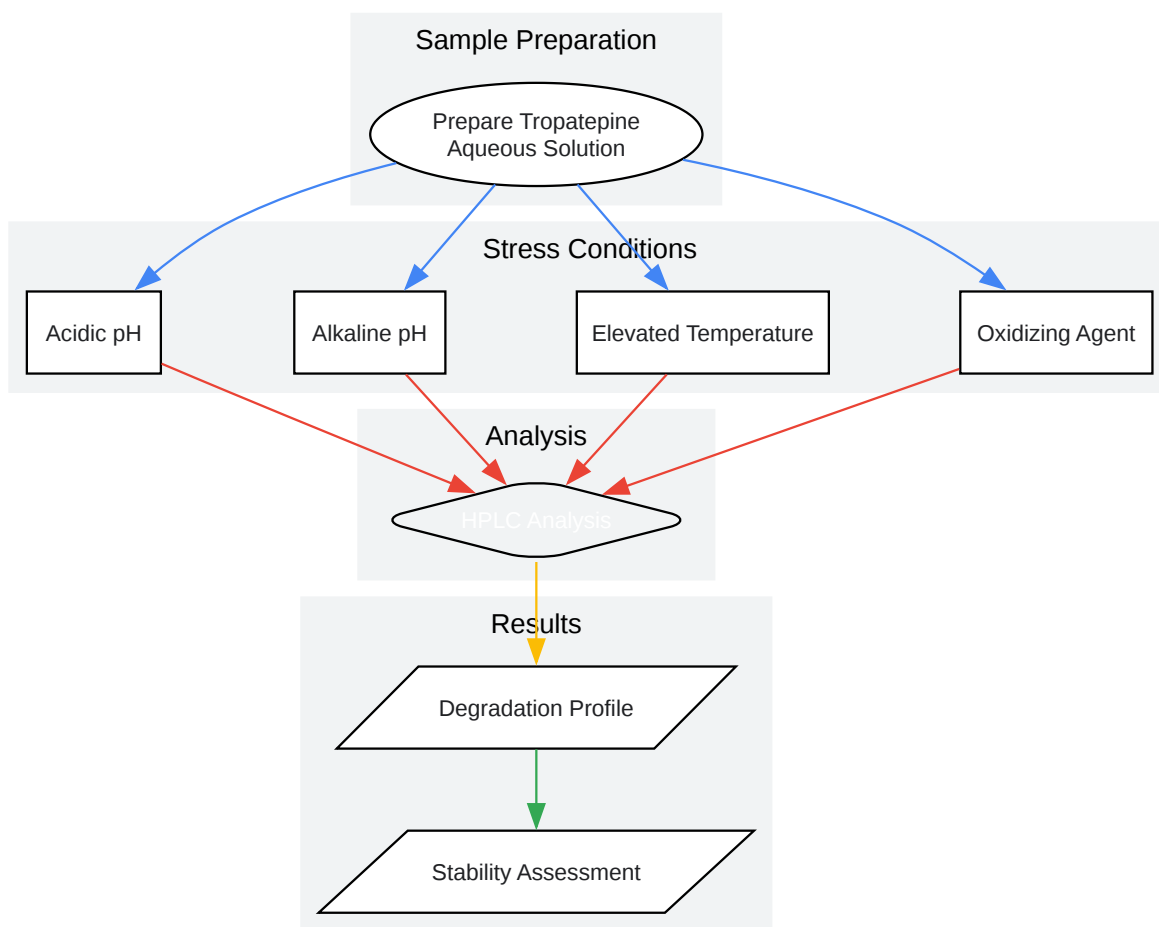 Sample Preparation
Prepare Tropatepine
Aqueous Solution
Stress Conditions
Acidic pH
Alkaline pH
Elevated Temperature
Oxidizing Agent
Analysis
HPLC Analysis
Results
Degradation Profile
Stability Assessment